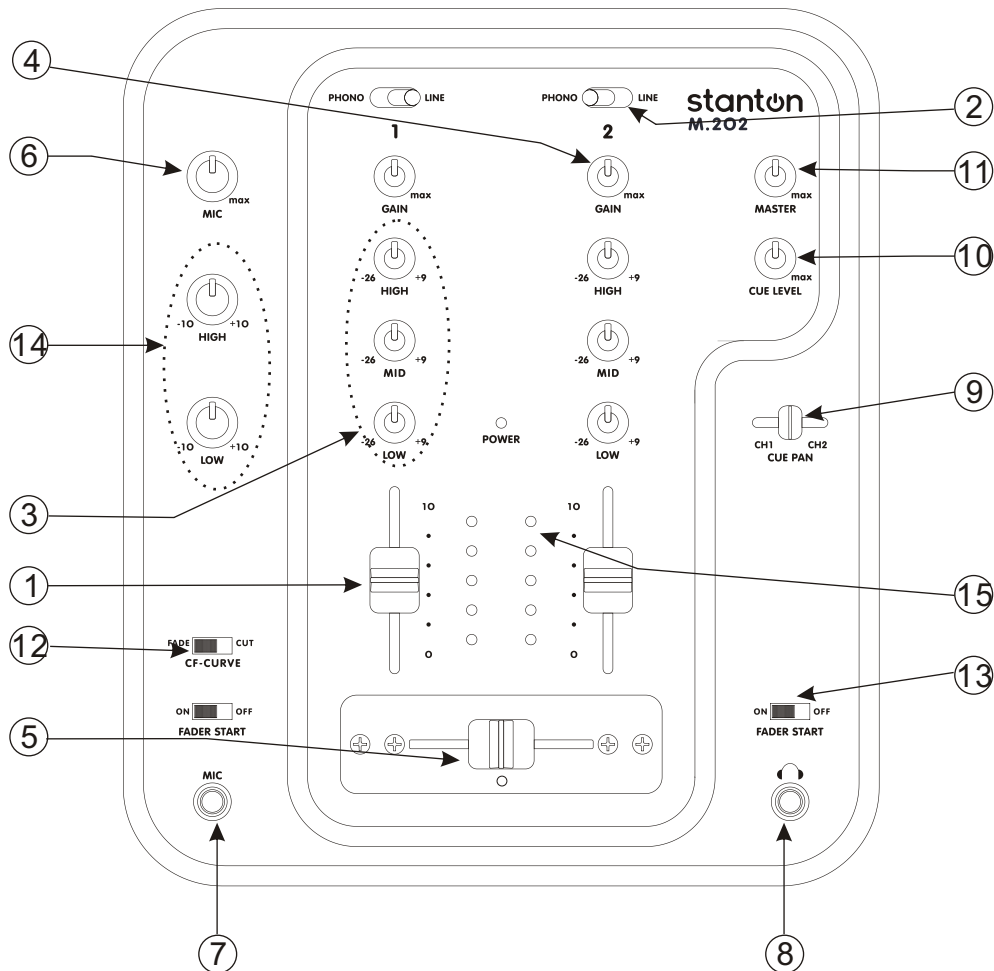 4
PHONO LINE
PHONO LINE
stanton
M.202
2
1
2
6
11
max
MIC
max
GAIN
max
GAIN
max
MASTER
10
-26 +9
HIGH
-26 +9
HIGH
max
CUE LEVEL
14
-10 +10
HIGH
-26 +9
MID
-26 +9
MID
9
CH1 CH2
CUE PAN
-10 +10
LOW
-26 +9
LOW
POWER
-26 +9
LOW
3
10
10
1
15
12
FADE CUT
CF-CURVE
0
0
13
ON OFF
FADER START
ON OFF
FADER START
5
MIC
7
8